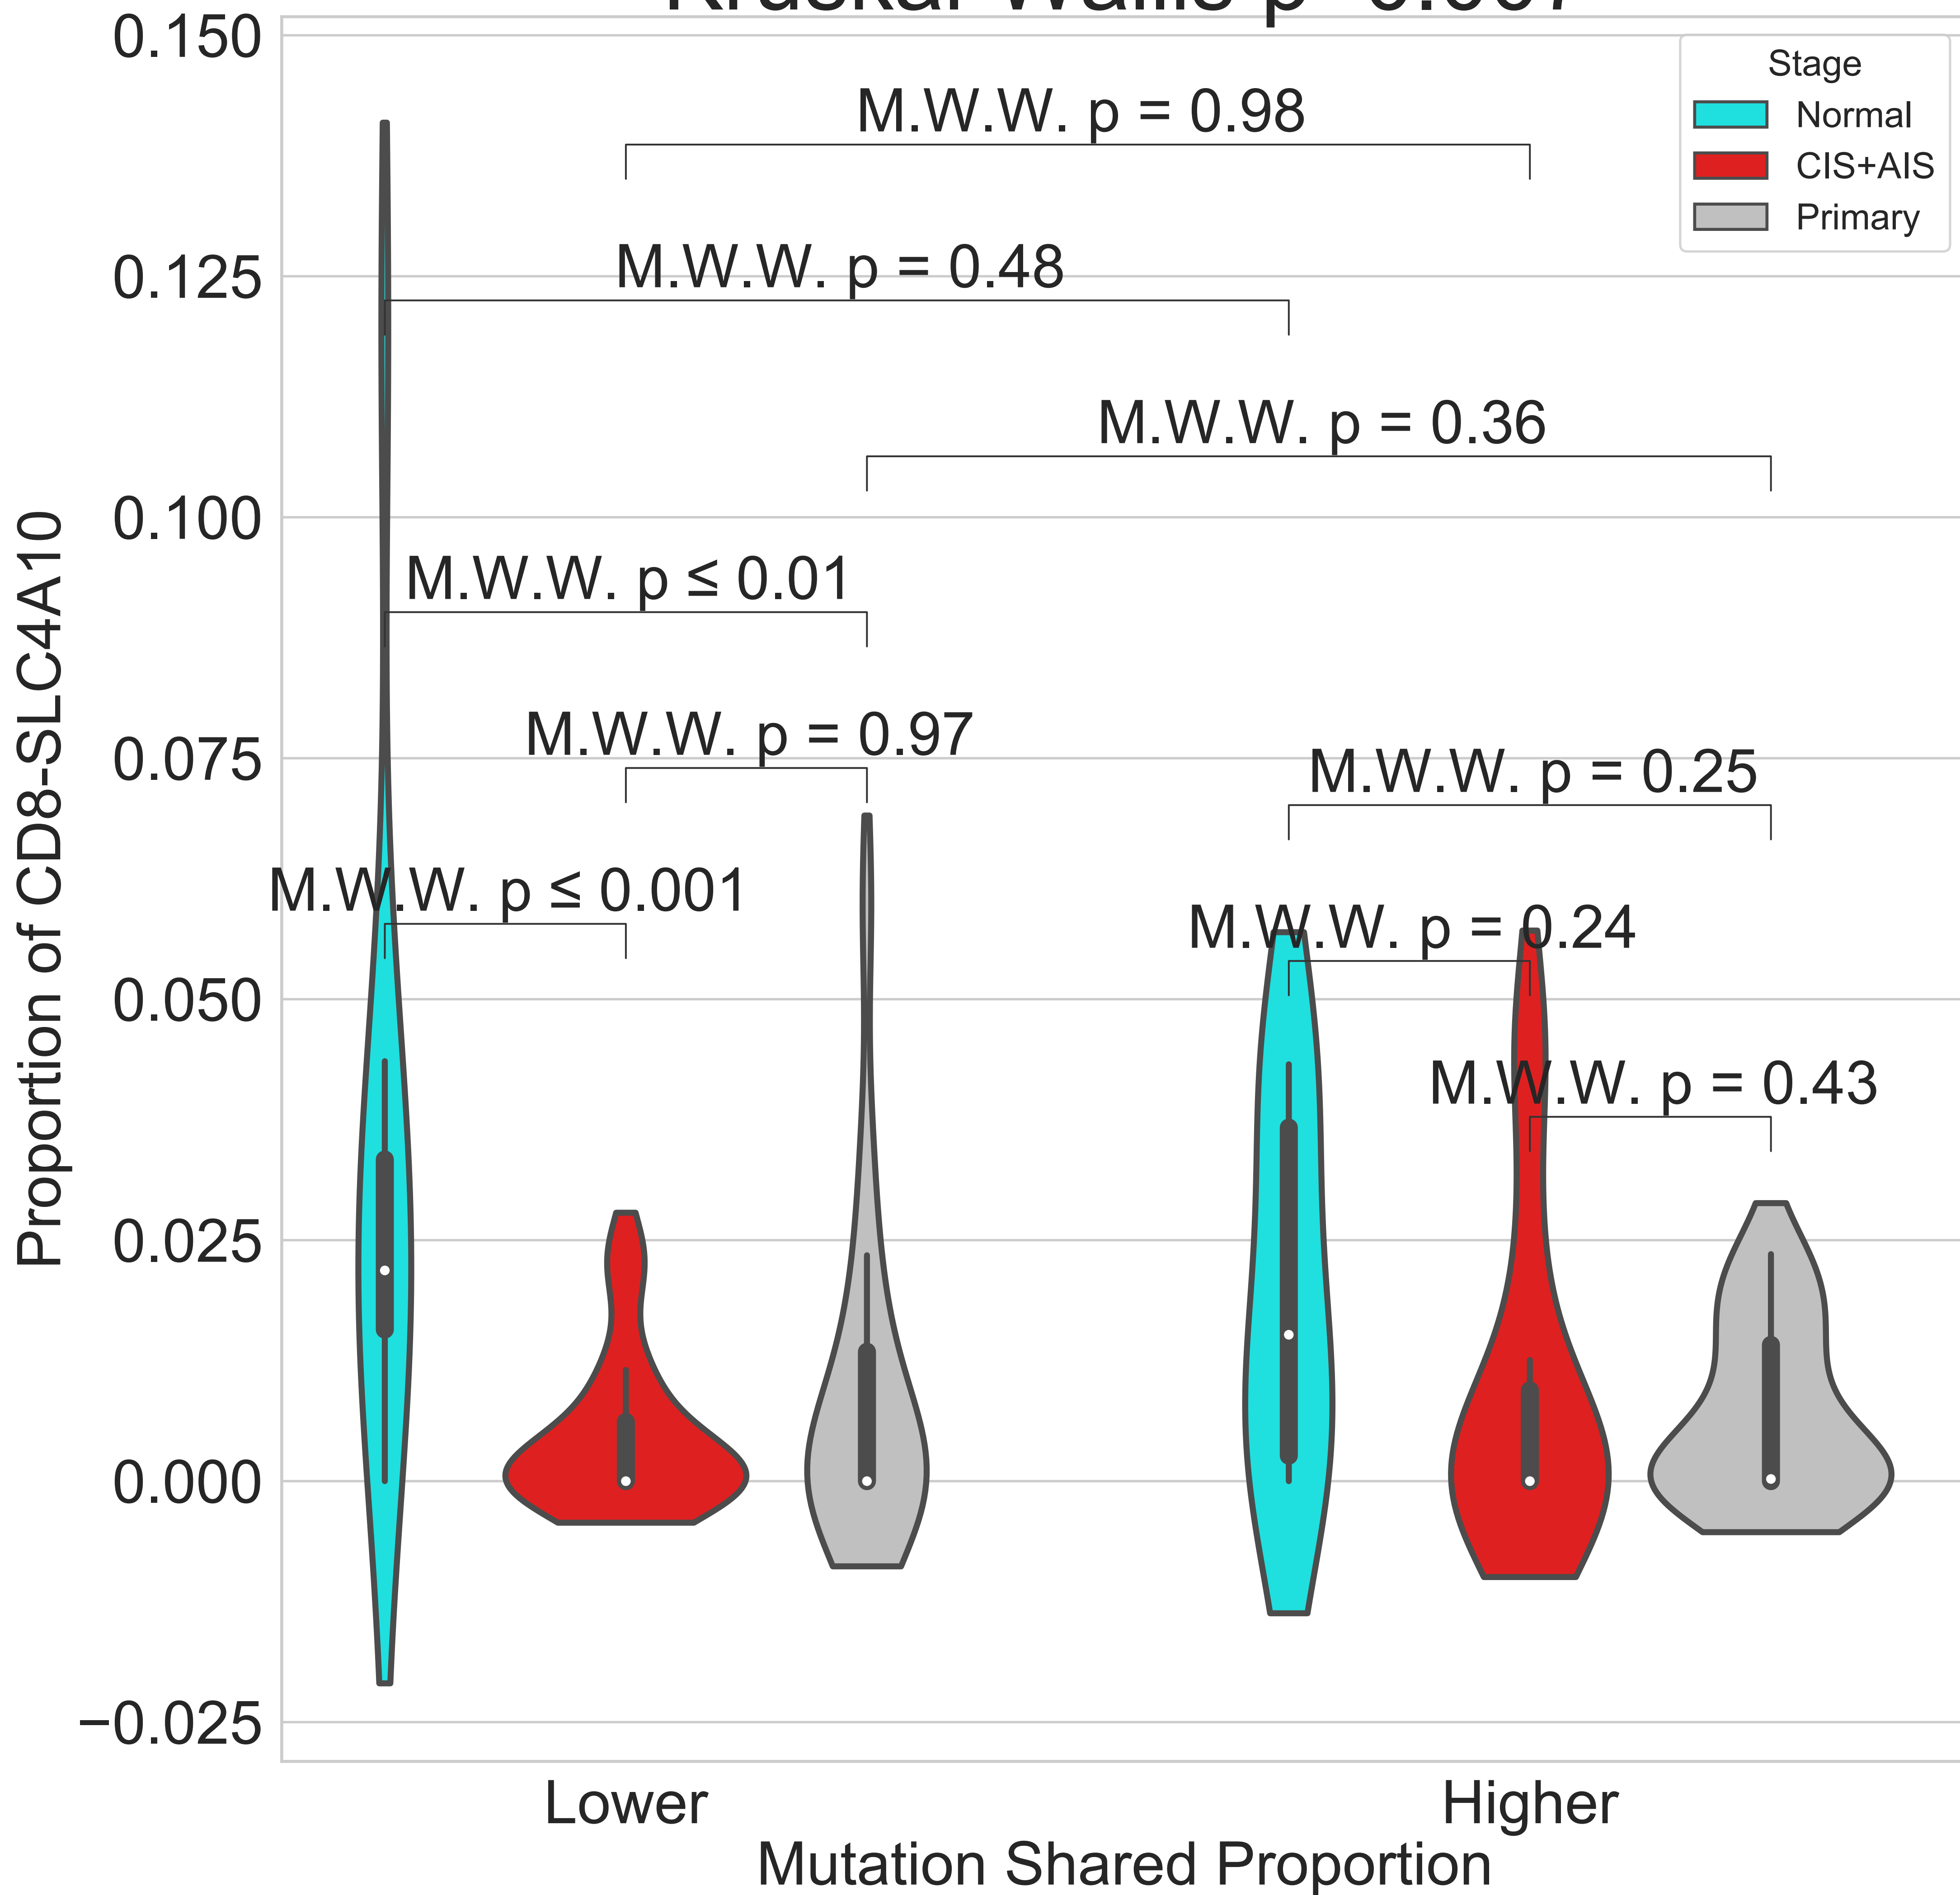 0.150
0.125
0.100
0.075
0.050
0.025
0.000
−0.025
Proportion of CD8-SLC4A10
Stage
Normal
CIS+AIS
Primary
M.W.W. p = 0.98
M.W.W. p = 0.48
M.W.W. p = 0.36
M.W.W. p ≤ 0.01
M.W.W. p = 0.97
M.W.W. p = 0.25
M.W.W. p ≤ 0.001
M.W.W. p = 0.24
M.W.W. p = 0.43
Lower
Higher
Mutation Shared Proportion